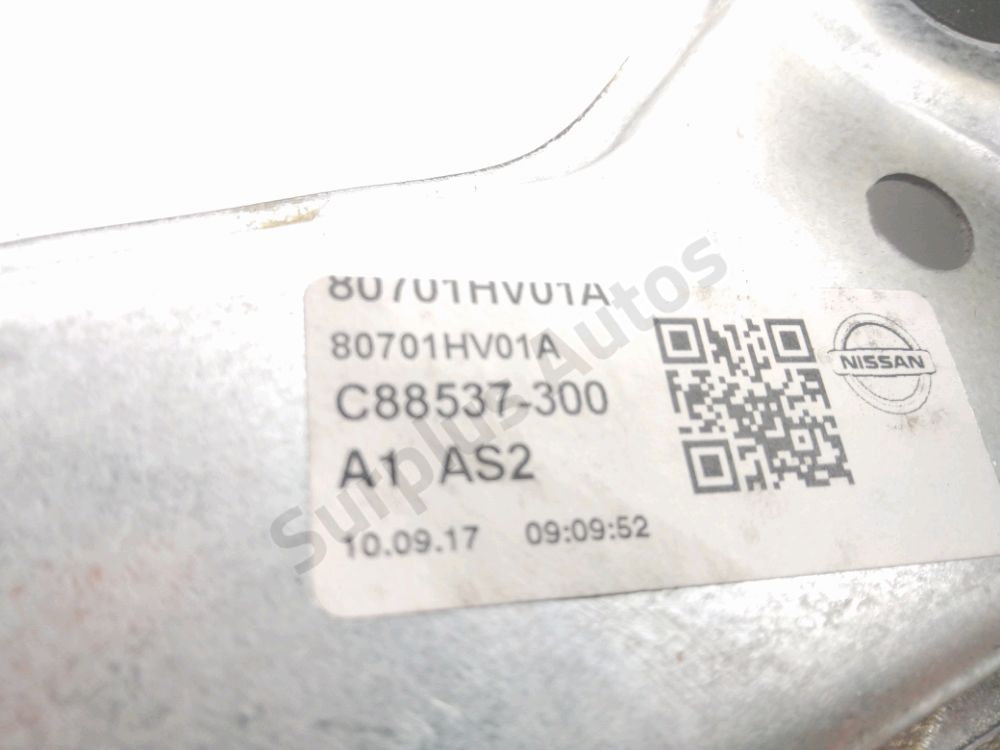 80701HV01A
80701HV01A
C88537-300
A1 AS2
10.09.17 09:09:52
NISSAN
Surplus Autos